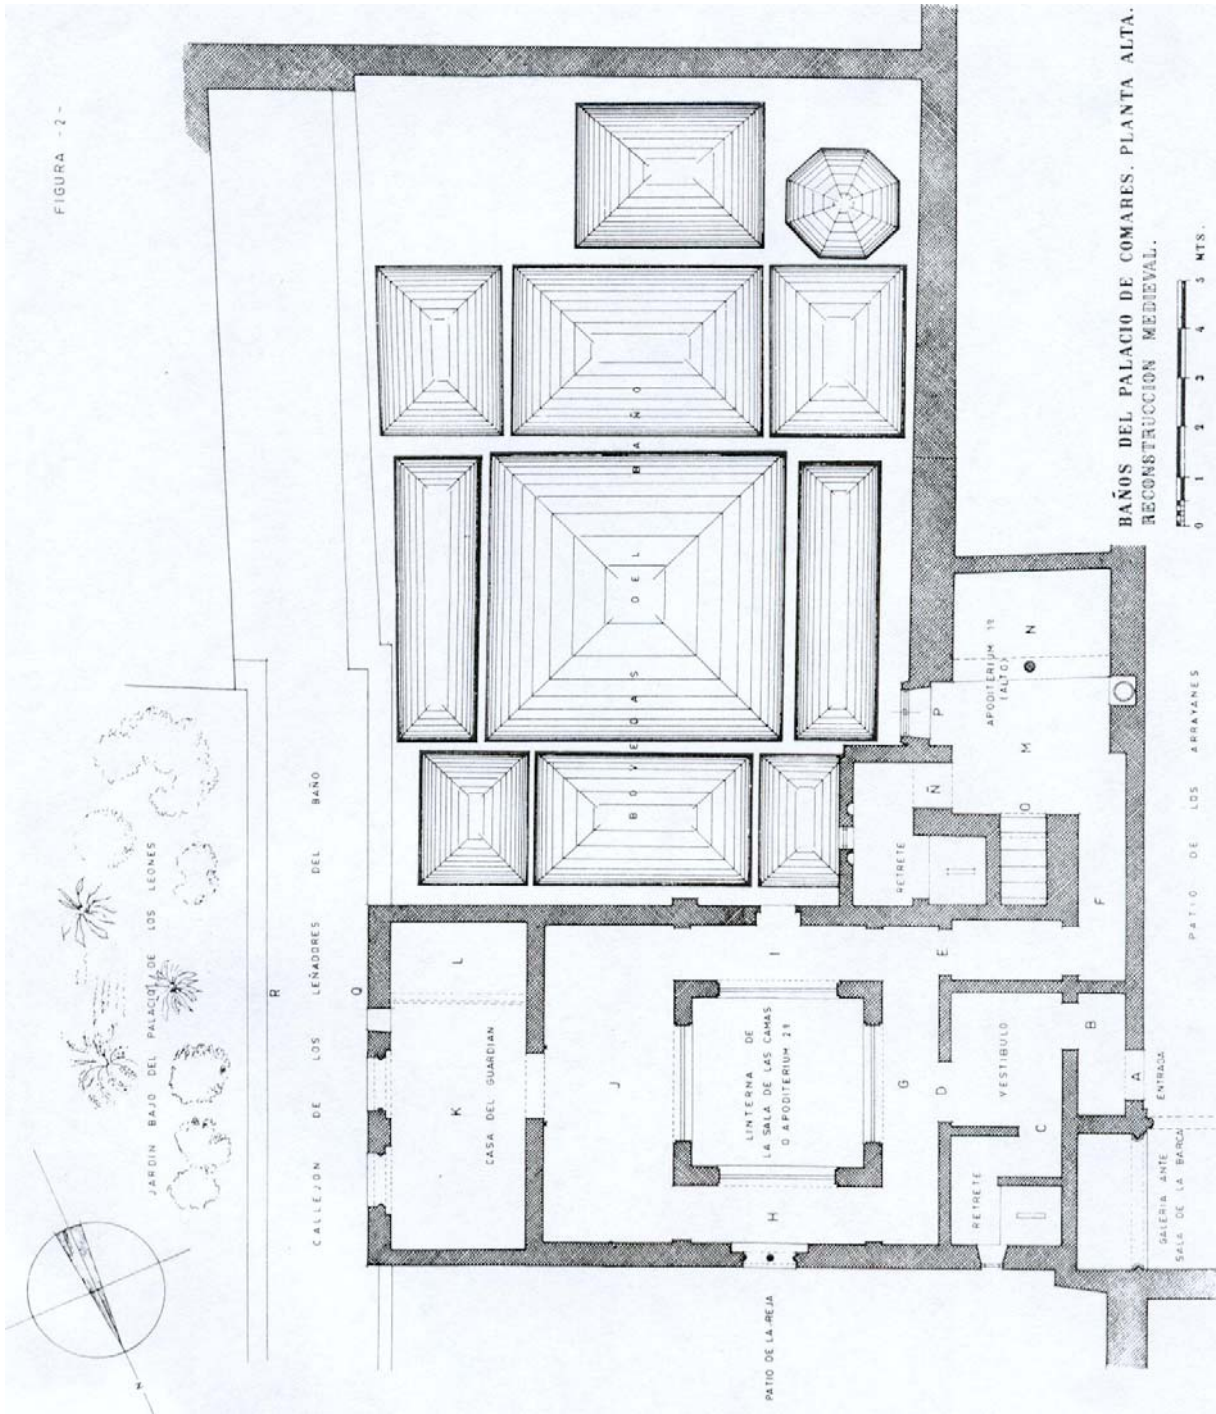 FIGURA - 2 -
BAÑOS DEL PALACIO DE COMARES. PLANTA ALTA.
RECONSTRUCCION MEDIEVAL.
0 1 2 3 4 5 MTS.
JARDIN BAJO DEL PALACIO DE LOS LEONES
R
CALLEJON DE LOS LEÑADORES DEL BAÑO
Q
L
K
CASA DEL GUARDIAN
J
BOVEDAS DEL BAÑO
I
LINTERNA DE
LA SALA DE LAS CAMAS
O APODITERIUM 2º
H
G
E
D
RETRETE
Ñ
P
O
M
APODITERIUM 1º
(ALTO)
N
F
VESTIBULO
B
C
RETRETE
A
ENTRADA
GALERIA ANTE
SALA DE LA BARCA
PATIO DE LOS ARRAYANES
PATIO DE LA REJA
N